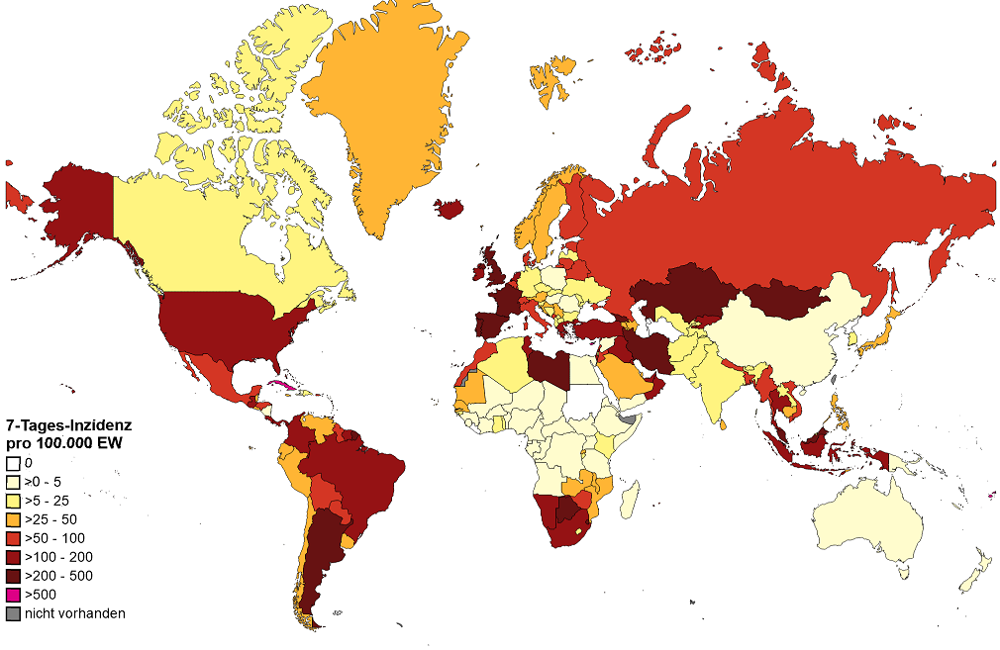 7-Tages-Inzidenz
pro 100.000 EW
0
>0 - 5
>5 - 25
>25 - 50
>50 - 100
>100 - 200
>200 - 500
>500
nicht vorhanden